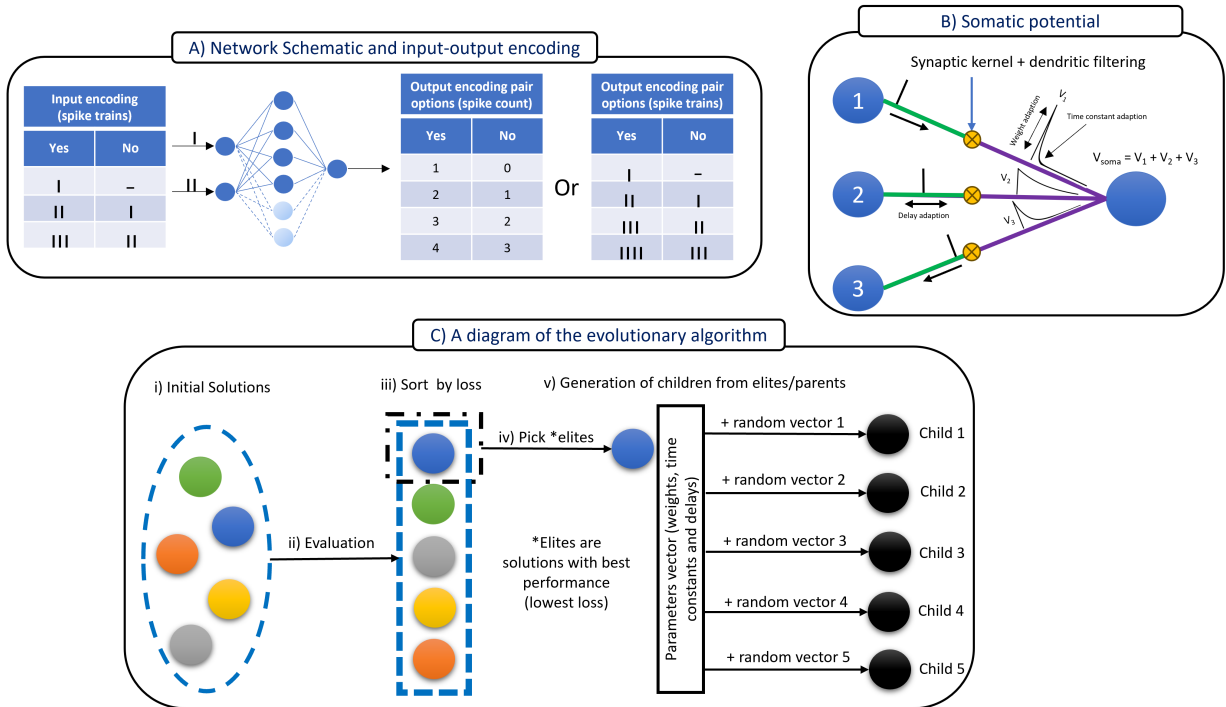 A) Network Schematic and input-output encoding
Input encoding
(spike trains)
Yes No
I –
II I
III II
I
II
Output encoding pair
options (spike count)
Yes No
1 0
2 1
3 2
4 3
Or
Output encoding pair
options (spike trains)
Yes No
I –
II I
III II
IIII III
B) Somatic potential
Synaptic kernel + dendritic filtering
1
2
3
Delay adaption
Weight adaption
V1
Time constant adaption
V2
V3
Vsoma = V1 + V2 + V3
C) A diagram of the evolutionary algorithm
i) Initial Solutions
ii) Evaluation
iii) Sort by loss
iv) Pick *elites
*Elites are
solutions with best
performance
(lowest loss)
v) Generation of children from elites/parents
Parameters vector (weights, time
constants and delays)
+ random vector 1
Child 1
+ random vector 2
Child 2
+ random vector 3
Child 3
+ random vector 4
Child 4
+ random vector 5
Child 5